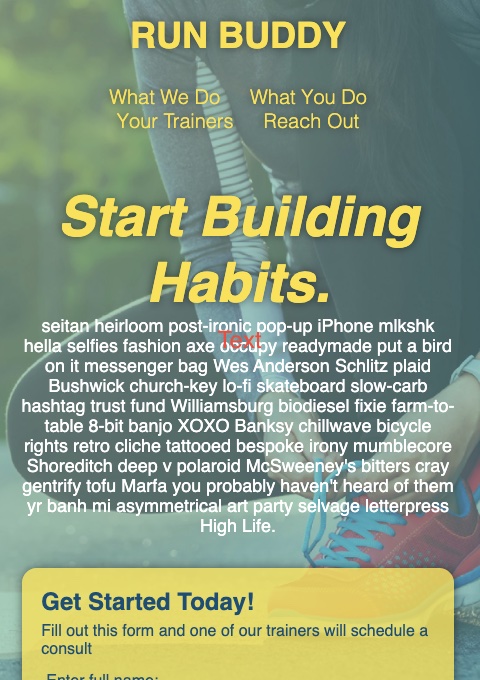 RUN BUDDY
What We Do What You Do
Your Trainers Reach Out
Start Building
Habits.
seitan heirloom post-ironic pop-up iPhone mlkshk
Text
hella selfies fashion axe occupy readymade put a bird
on it messenger bag Wes Anderson Schlitz plaid
Bushwick church-key lo-fi skateboard slow-carb
hashtag trust fund Williamsburg biodiesel fixie farm-to-
table 8-bit banjo XOXO Banksy chillwave bicycle
rights retro cliche tattooed bespoke irony mumblecore
Shoreditch deep v polaroid McSweeney's bitters cray
gentrify tofu Marfa you probably haven't heard of them
yr banh mi asymmetrical art party selvage letterpress
High Life.
Get Started Today!
Fill out this form and one of our trainers will schedule a
consult
Enter full name: